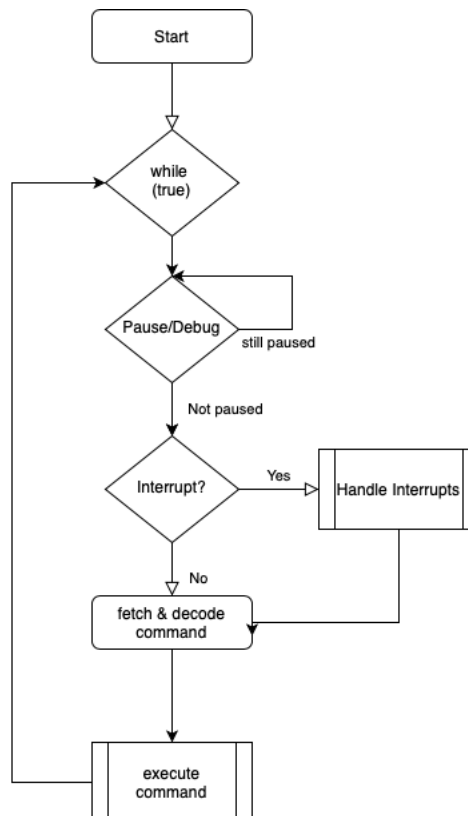 Start
while
(true)
Pause/Debug
still paused
Not paused
Interrupt?
Yes
Handle Interrupts
No
fetch & decode
command
execute
command